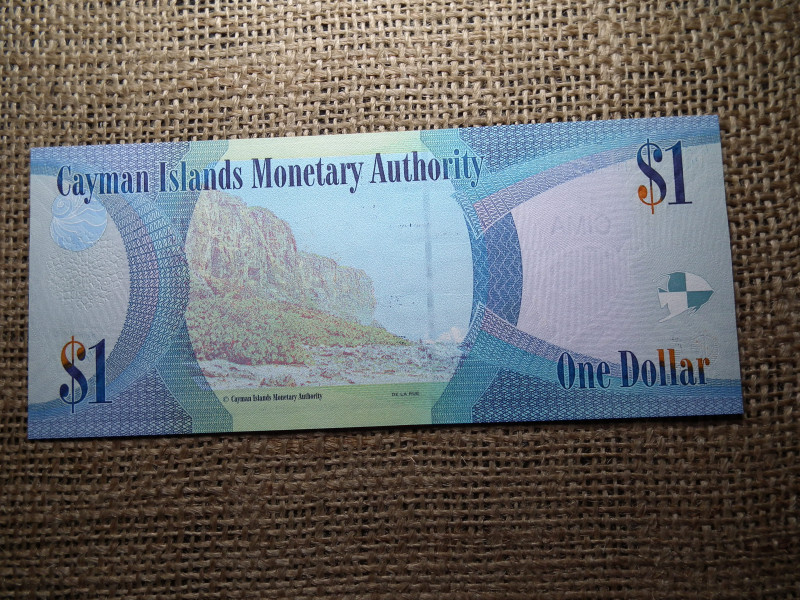 Cayman Islands Monetary Authority
$1
$1
One Dollar
© Cayman Islands Monetary Authority
DE LA RUE